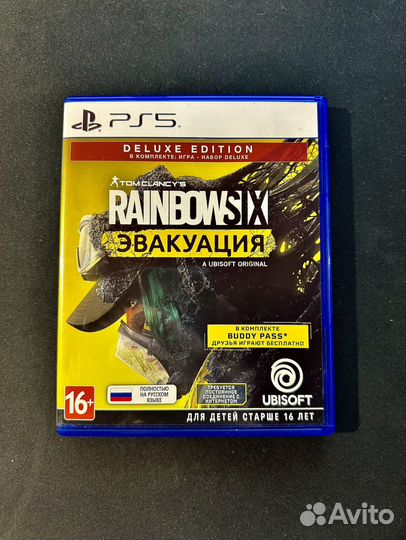 PS5
DELUXE EDITION
В КОМПЛЕКТЕ: ИГРА - НАБОР DELUXE
TOM CLANCY'S
RAINBOW SIX
ЭВАКУАЦИЯ
A UBISOFT ORIGINAL
В КОМПЛЕКТЕ
BUDDY PASS*
ДРУЗЬЯ ИГРАЮТ БЕСПЛАТНО
16+
ПОЛНОСТЬЮ
НА РУССКОМ
ЯЗЫКЕ
ТРЕБУЕТСЯ
ПОСТОЯННОЕ
СОЕДИНЕНИЕ С
ИНТЕРНЕТОМ
UBISOFT
ДЛЯ ДЕТЕЙ СТАРШЕ 16 ЛЕТ
Avito